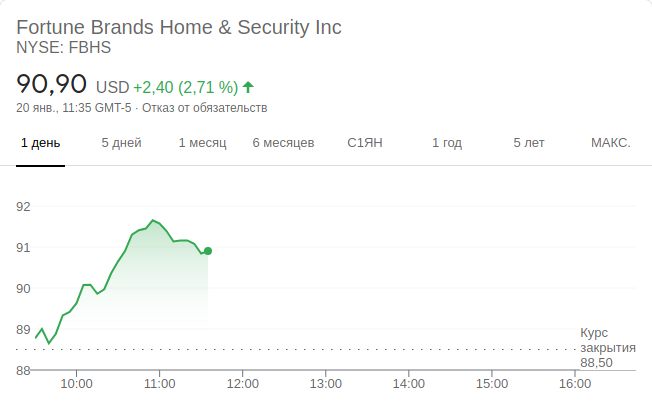 Fortune Brands Home & Security Inc
NYSE: FBHS
90,90 USD +2,40 (2,71 %)
20 янв., 11:35 GMT-5 · Отказ от обязательств
1 день 5 дней 1 месяц 6 месяцев С1ЯН 1 год 5 лет МАКС.
92
91
90
89
88
Курс
закрытия
88,50
10:00 11:00 12:00 13:00 14:00 15:00 16:00